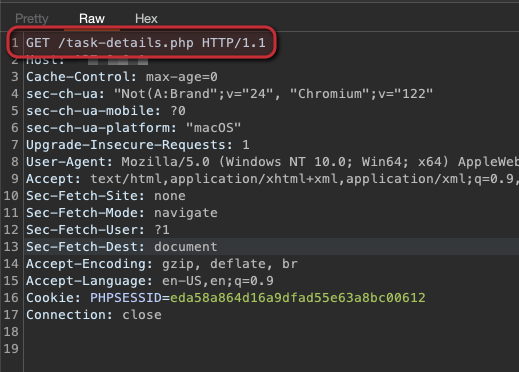 Pretty Raw Hex
1 GET /task-details.php HTTP/1.1
2 Host:
3 Cache-Control: max-age=0
4 sec-ch-ua: "Not(A:Brand";v="24", "Chromium";v="122"
5 sec-ch-ua-mobile: ?0
6 sec-ch-ua-platform: "macOS"
7 Upgrade-Insecure-Requests: 1
8 User-Agent: Mozilla/5.0 (Windows NT 10.0; Win64; x64) AppleWeb
9 Accept: text/html,application/xhtml+xml,application/xml;q=0.9,
10 Sec-Fetch-Site: none
11 Sec-Fetch-Mode: navigate
12 Sec-Fetch-User: ?1
13 Sec-Fetch-Dest: document
14 Accept-Encoding: gzip, deflate, br
15 Accept-Language: en-US,en;q=0.9
16 Cookie: PHPSESSID=eda58a864d16a9dfad55e63a8bc00612
17 Connection: close
18
19